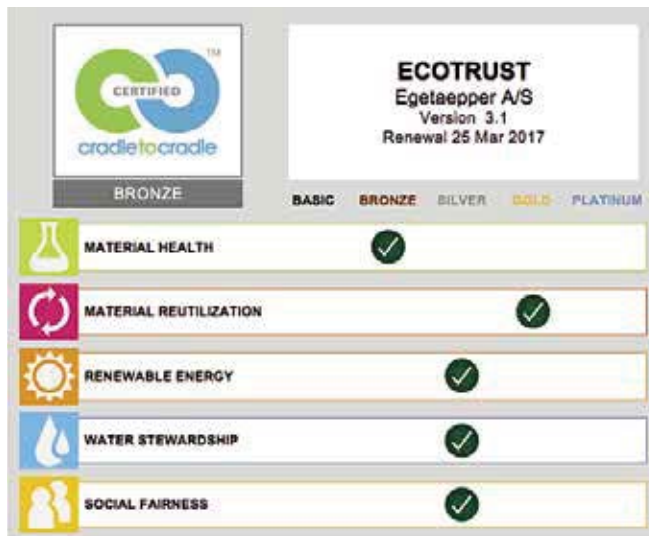 CERTIFIED
TM
cradletocradle
BRONZE
ECOTRUST
Egetaepper A/S
Version 3.1
Renewal 25 Mar 2017
BASIC BRONZE SILVER GOLD PLATINUM
MATERIAL HEALTH
MATERIAL REUTILIZATION
RENEWABLE ENERGY
WATER STEWARDSHIP
SOCIAL FAIRNESS